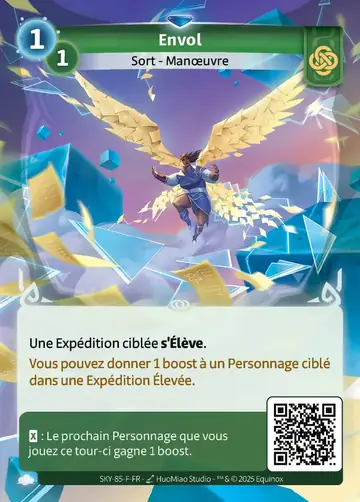 1
1
Envol
Sort - Manœuvre
Une Expédition ciblée s'Élève.
Vous pouvez donner 1 boost à un Personnage ciblé
dans une Expédition Élevée.
X : Le prochain Personnage que vous
jouez ce tour-ci gagne 1 boost.
SKY-85-F-FR - HuoMiao Studio - ™ & © 2025 Equinox